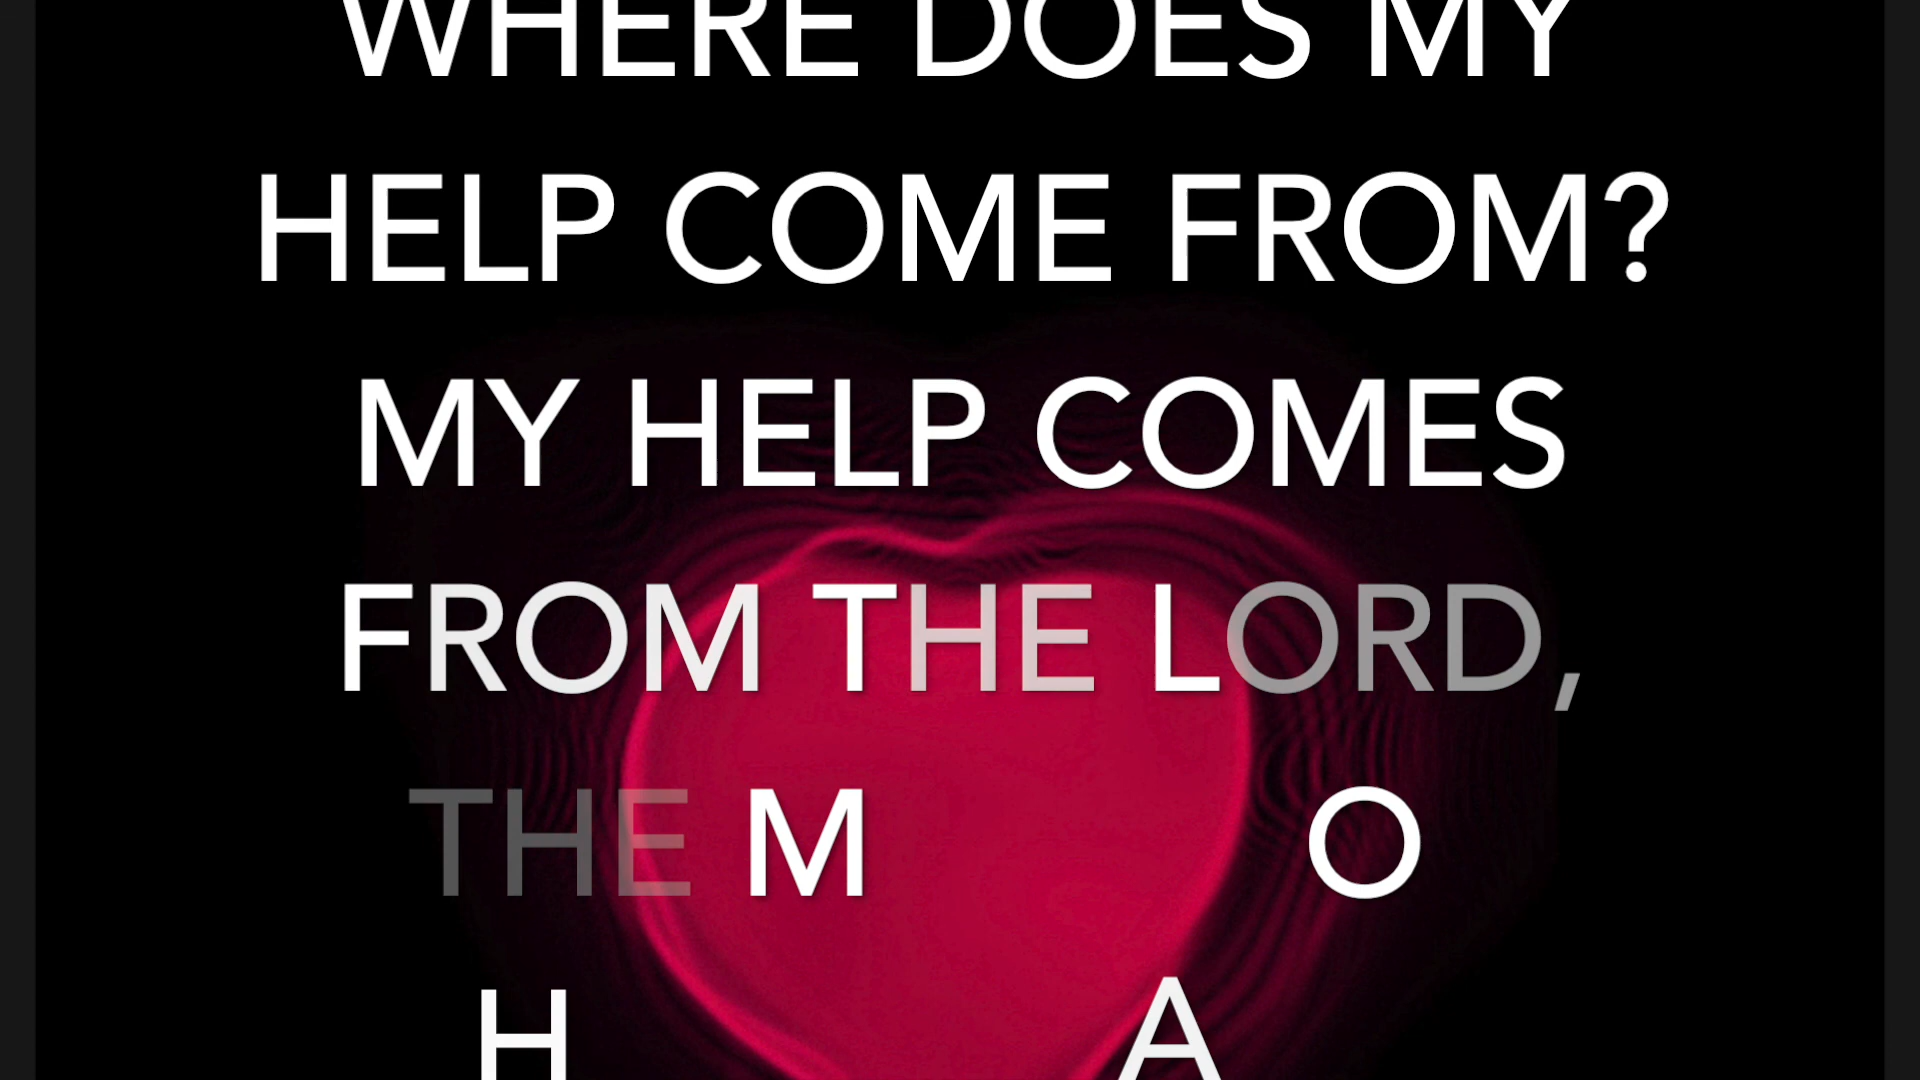 WHERE DOES MY
HELP COME FROM?
MY HELP COMES
FROM THE LORD,
THE M O
H A